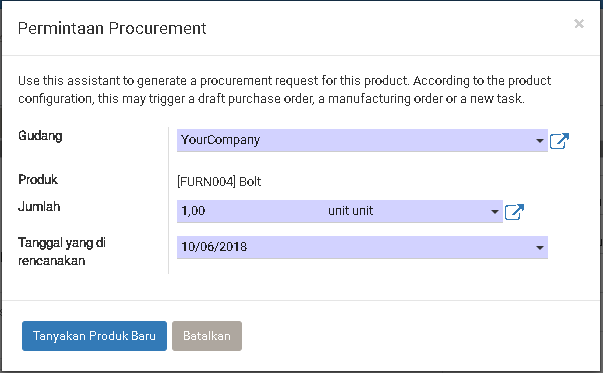 Permintaan Procurement
×
Use this assistant to generate a procurement request for this product. According to the product
configuration, this may trigger a draft purchase order, a manufacturing order or a new task.
Gudang YourCompany
Produk [FURN004] Bolt
Jumlah 1,00 unit unit
Tanggal yang di
rencanakan
10/06/2018
Tanyakan Produk Baru Batalkan